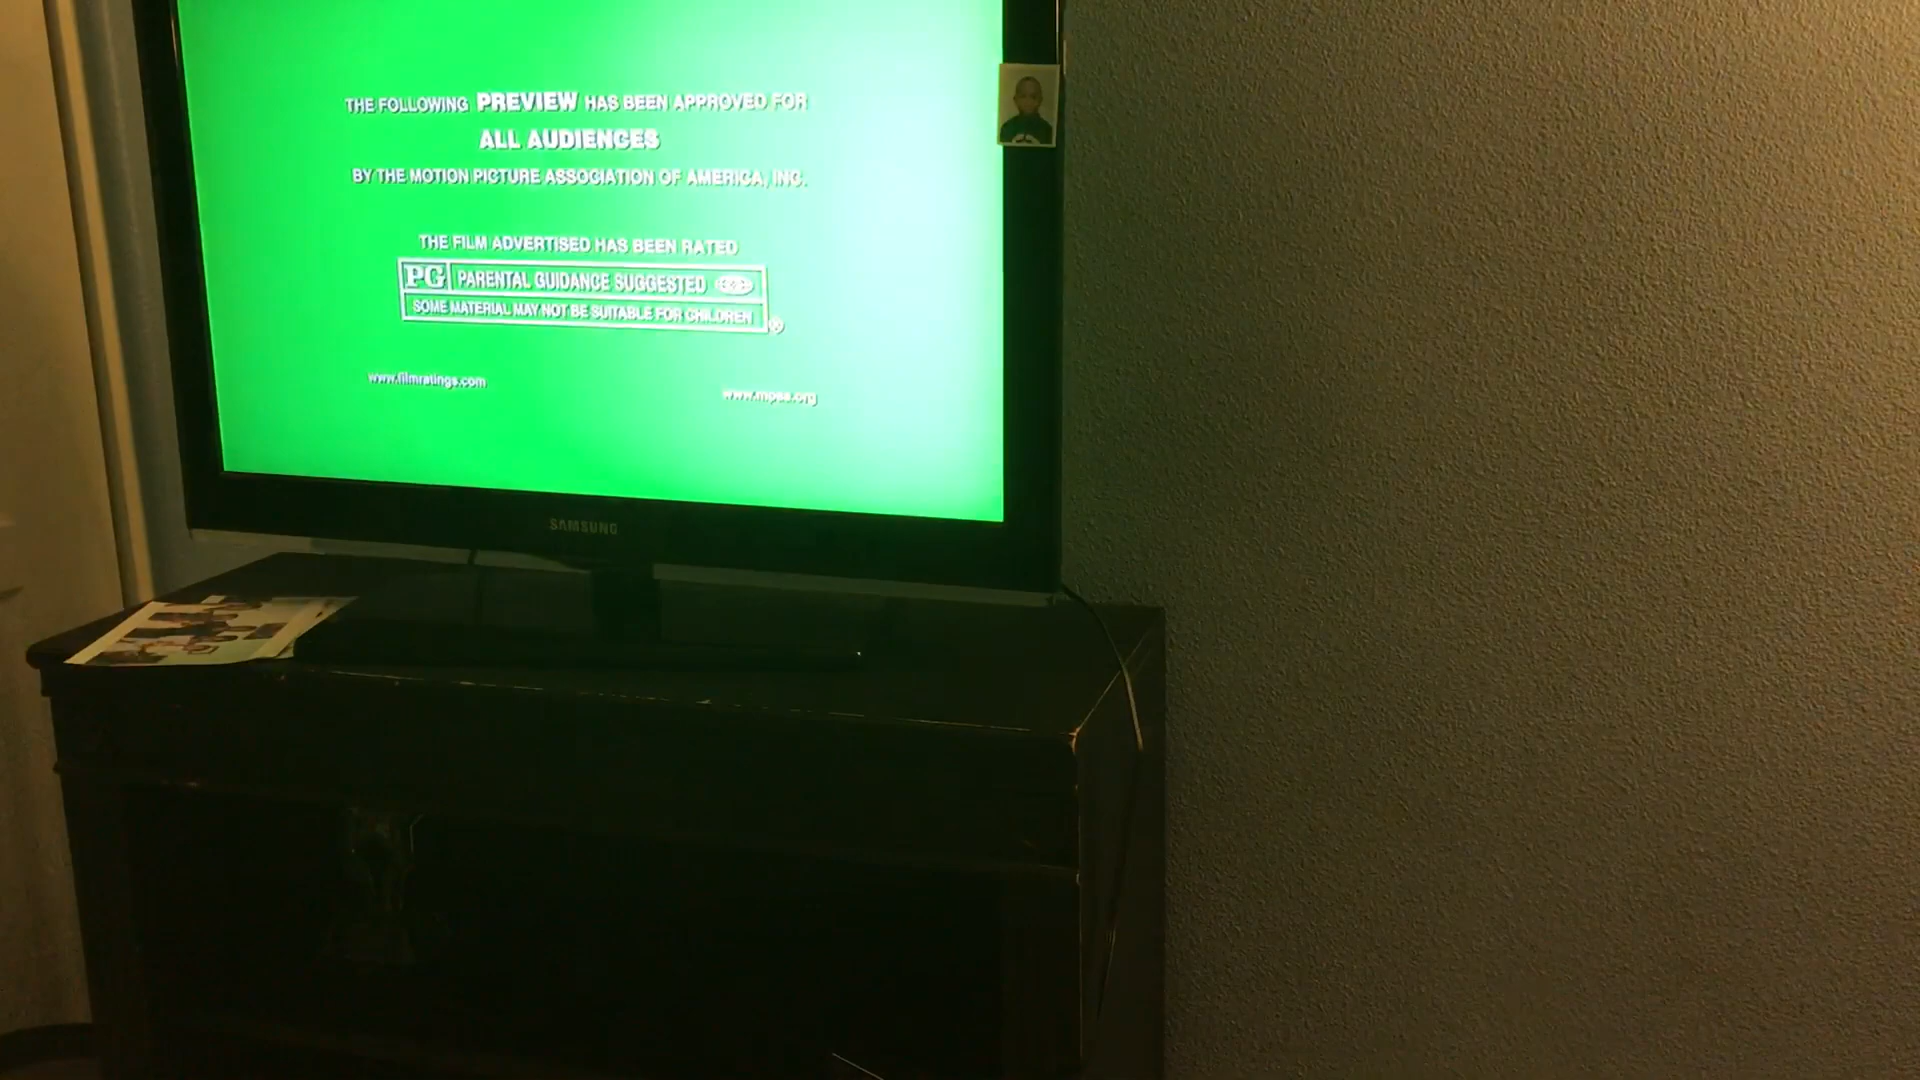 THE FOLLOWING PREVIEW HAS BEEN APPROVED FOR
ALL AUDIENCES
BY THE MOTION PICTURE ASSOCIATION OF AMERICA, INC.
THE FILM ADVERTISED HAS BEEN RATED
PG PARENTAL GUIDANCE SUGGESTED
SOME MATERIAL MAY NOT BE SUITABLE FOR CHILDREN ®
www.filmratings.com
www.mpaa.org
SAMSUNG